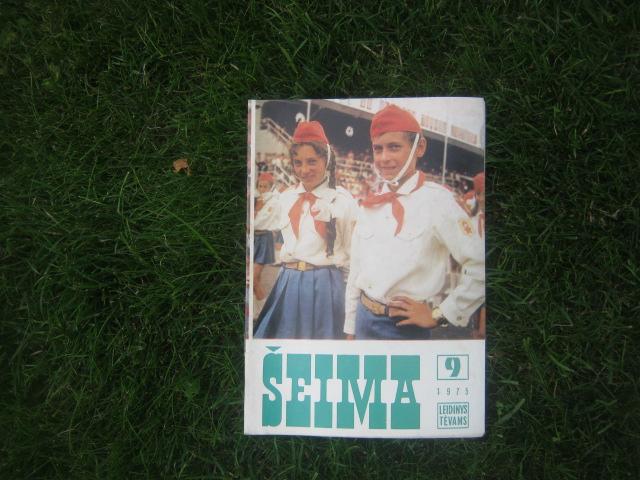 ŠEIMA
9
1975
LEIDINYS
TĖVAMS